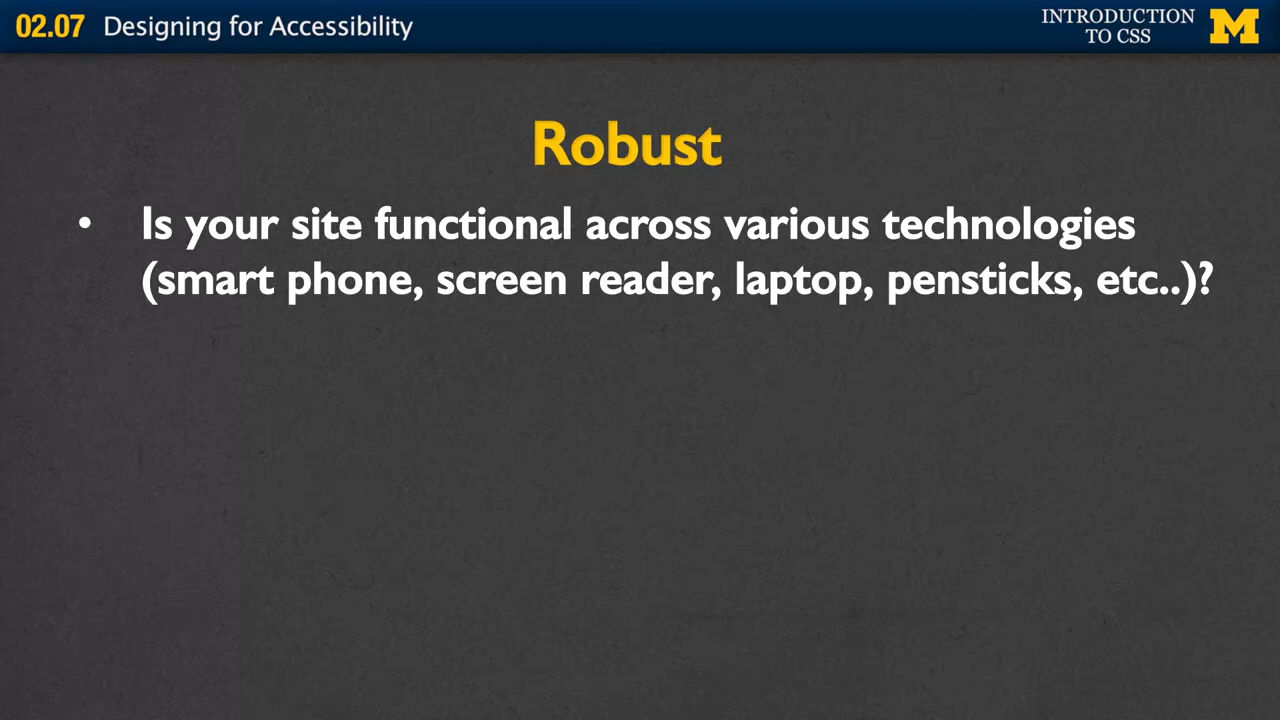 02.07 Designing for Accessibility
INTRODUCTION
TO CSS
M
Robust
• Is your site functional across various technologies
(smart phone, screen reader, laptop, pensticks, etc..)?